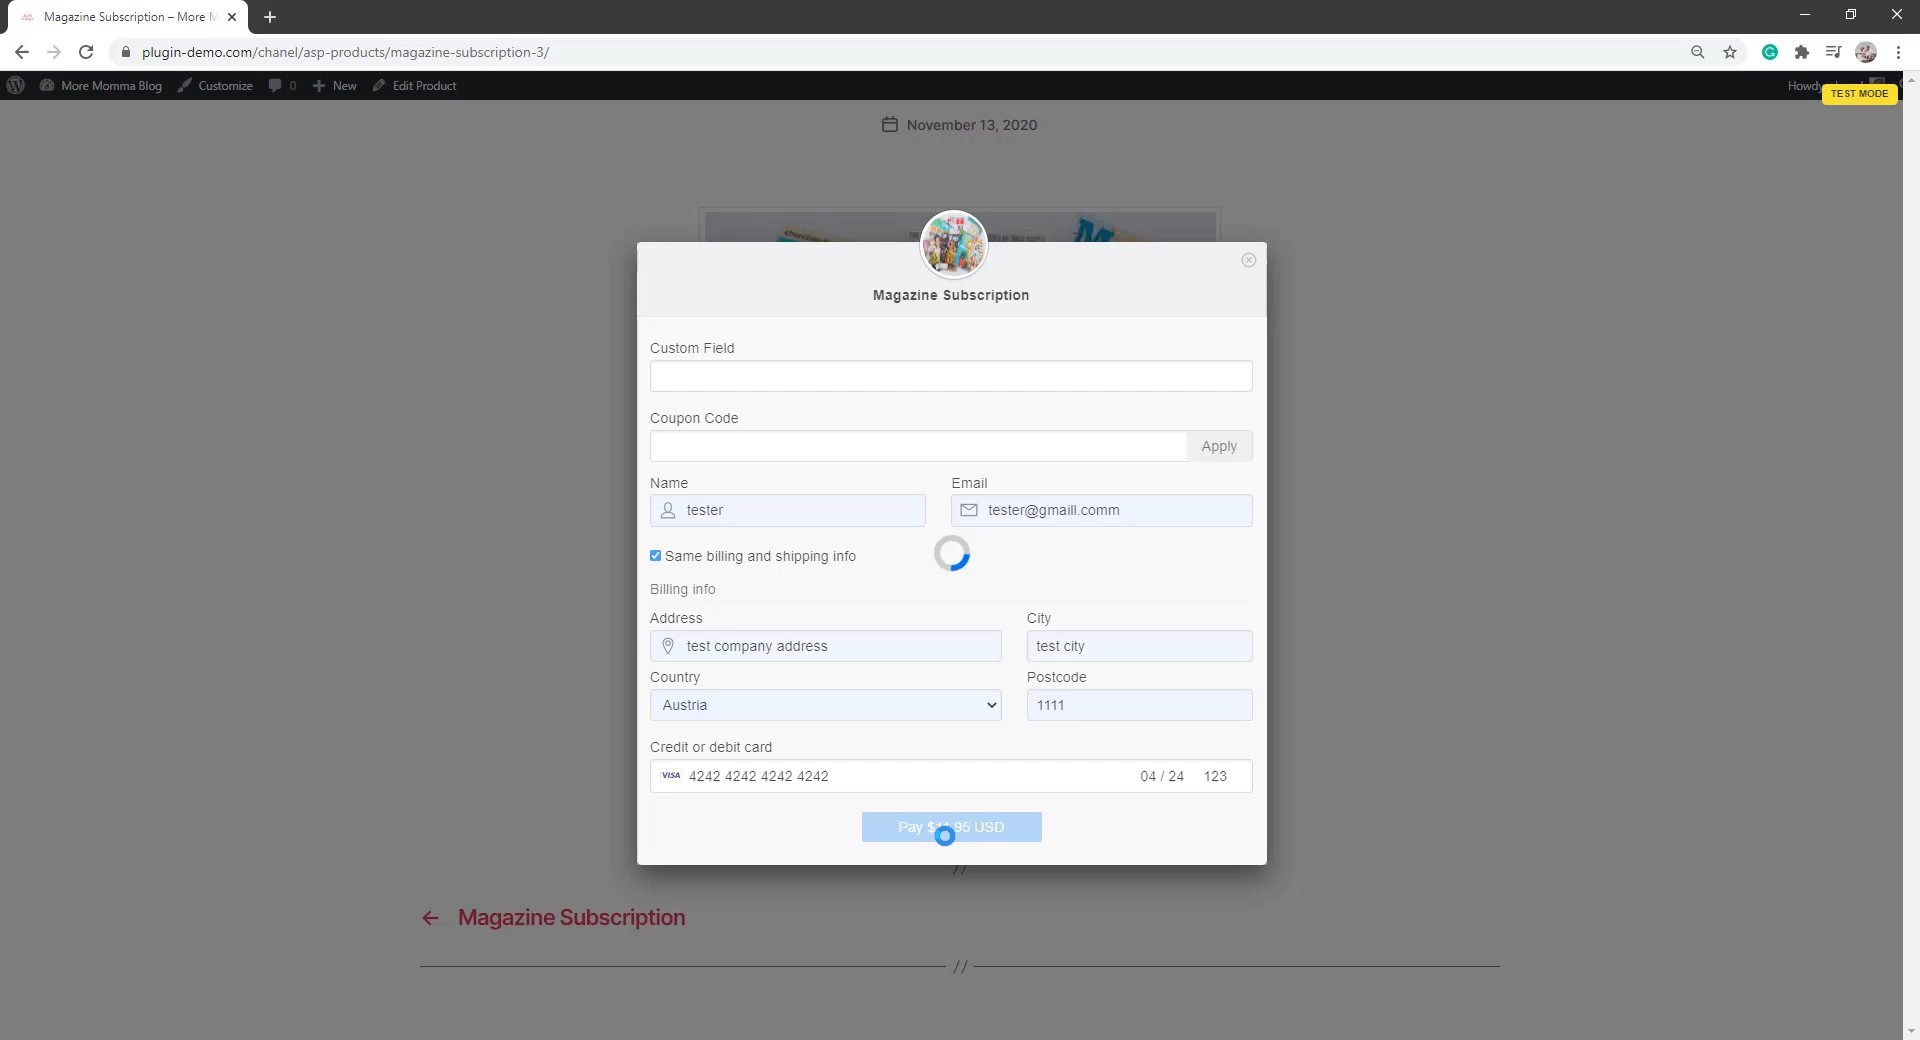 Magazine Subscription – More M
plugin-demo.com/chanel/asp-products/magazine-subscription-3/
More Momma Blog
Customize
0
New
Edit Product
Howdy
TEST MODE
November 13, 2020
Magazine Subscription
Custom Field
Coupon Code
Apply
Name
Email
tester
tester@gmaill.comm
Same billing and shipping info
Billing info
Address
City
test company address
test city
Country
Postcode
Austria
1111
Credit or debit card
VISA 4242 4242 4242 4242 04 / 24 123
Pay $11.95 USD
//
← Magazine Subscription
//